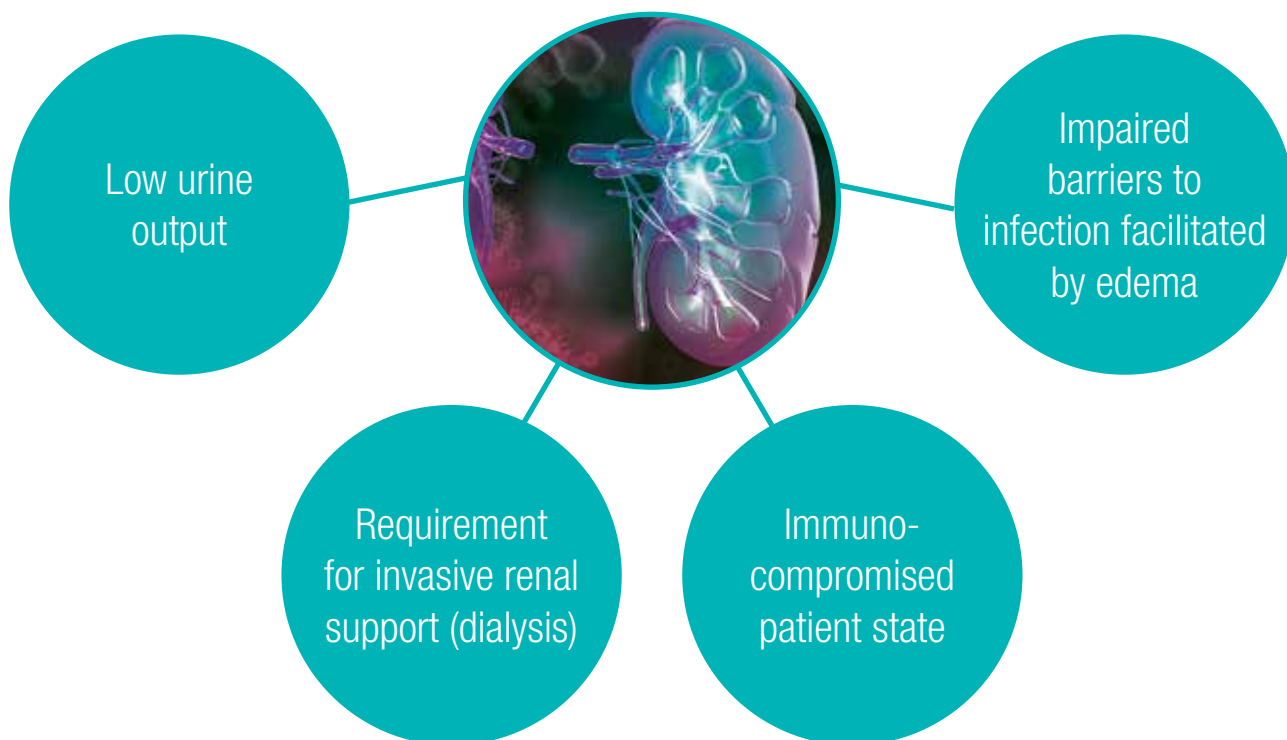 Low urine
output
Impaired
barriers to
infection facilitated
by edema
Requirement
for invasive renal
support (dialysis)
Immuno-
compromised
patient state